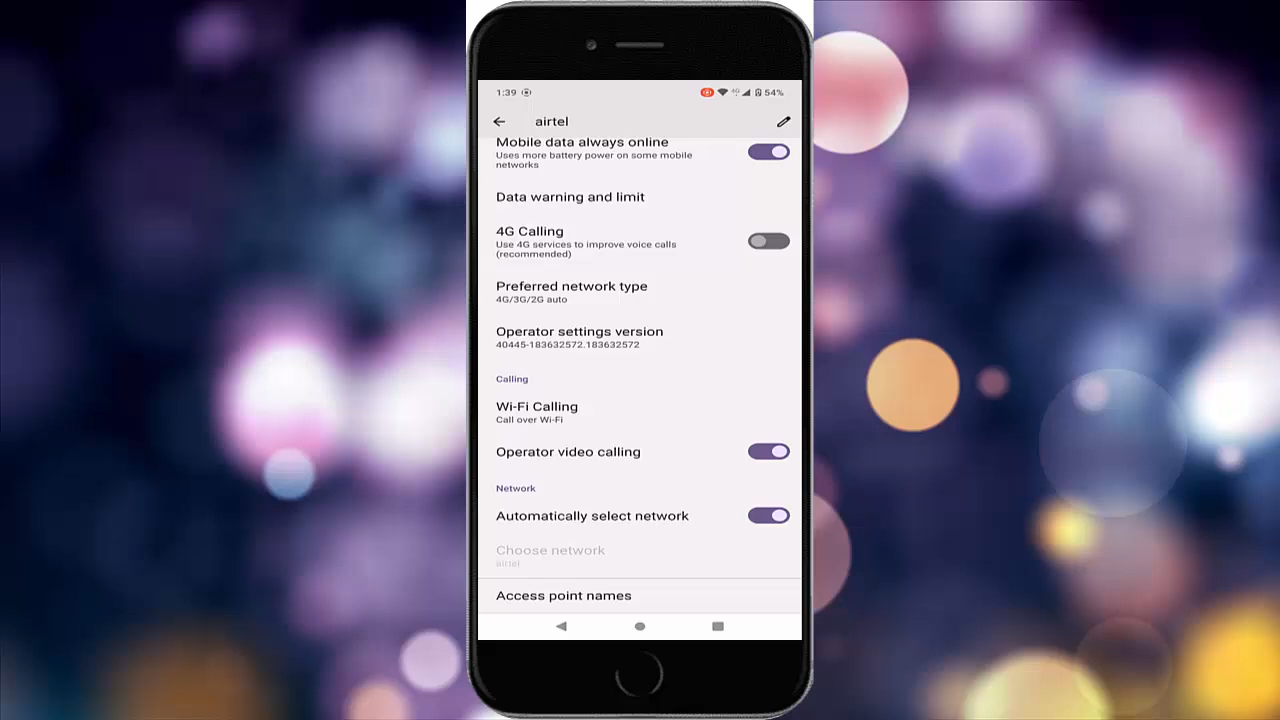 1:39 4G 54%
airtel
Mobile data always online
Uses more battery power on some mobile
networks
Data warning and limit
4G Calling
Use 4G services to improve voice calls
(recommended)
Preferred network type
4G/3G/2G auto
Operator settings version
40445-183632572.183632572
Calling
Wi-Fi Calling
Call over Wi-Fi
Operator video calling
Network
Automatically select network
Choose network
airtel
Access point names